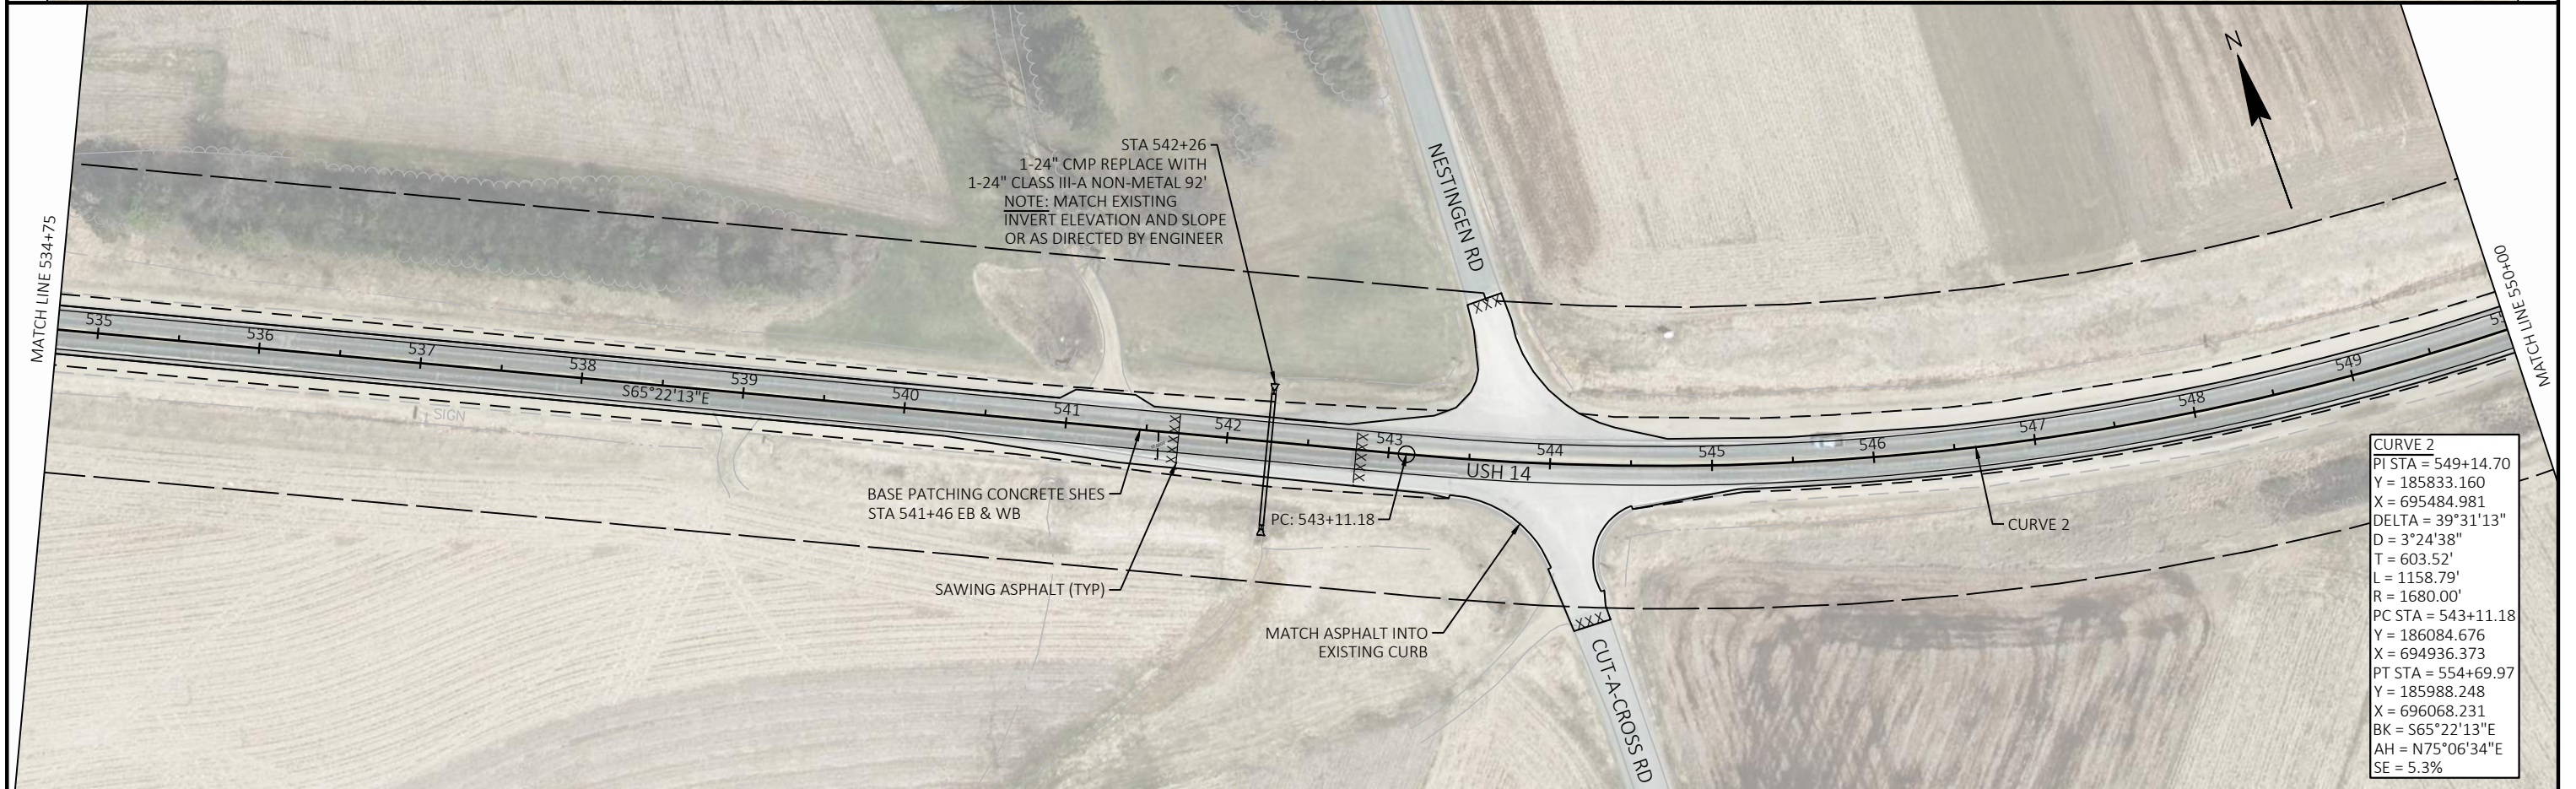 STA 542+26
1-24" CMP REPLACE WITH
1-24" CLASS III-A NON-METAL 92'
NOTE: MATCH EXISTING
INVERT ELEVATION AND SLOPE
OR AS DIRECTED BY ENGINEER
N
NESTINGEN RD
MATCH LINE 534+75
MATCH LINE 550+00
535
536
537
538
539
540
541
542
543
544
545
546
547
548
549
S65°22'13"E
SIGN
XXXXX
XXXXX
XXX
XXX
USH 14
BASE PATCHING CONCRETE SHES
STA 541+46 EB & WB
PC: 543+11.18
CURVE 2
SAWING ASPHALT (TYP)
MATCH ASPHALT INTO
EXISTING CURB
CUT-A-CROSS RD
CURVE 2
PI STA = 549+14.70
Y = 185833.160
X = 695484.981
DELTA = 39°31'13"
D = 3°24'38"
T = 603.52'
L = 1158.79'
R = 1680.00'
PC STA = 543+11.18
Y = 186084.676
X = 694936.373
PT STA = 554+69.97
Y = 185988.248
X = 696068.231
BK = S65°22'13"E
AH = N75°06'34"E
SE = 5.3%